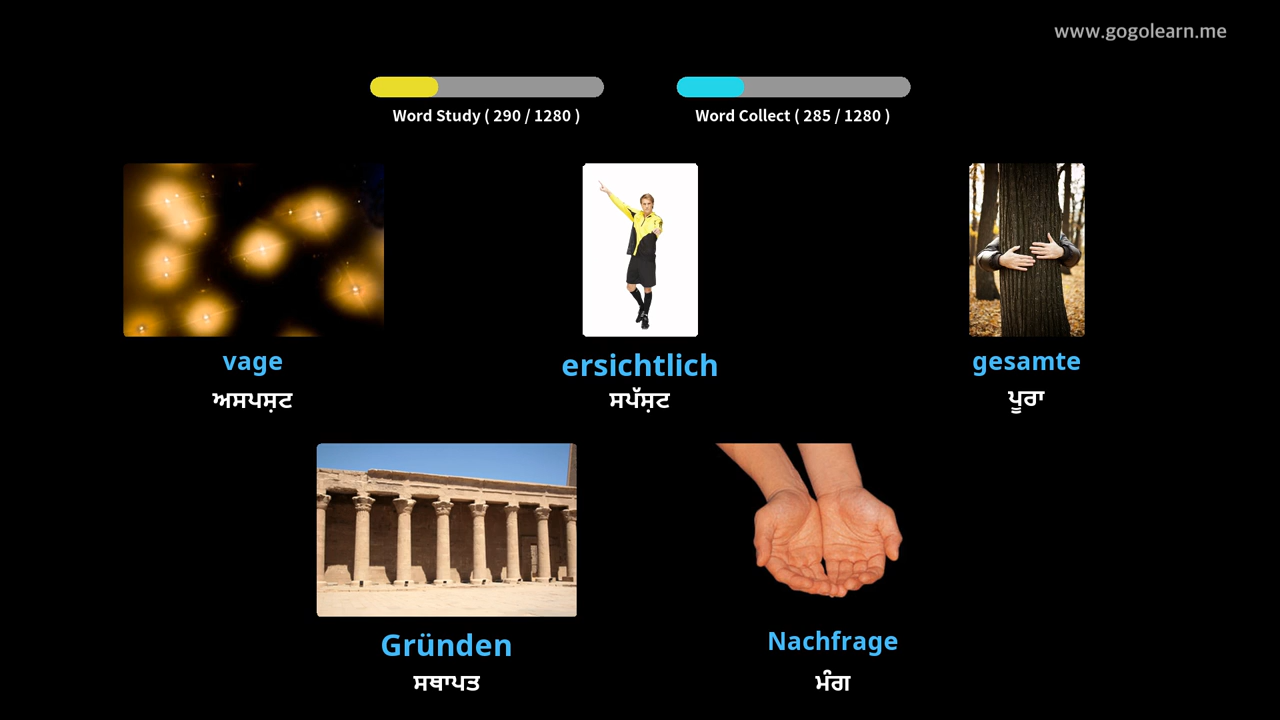 www.gogolearn.me
Word Study ( 290 / 1280 )
Word Collect ( 285 / 1280 )
vage
ਅਸਪਸ਼ਟ
ersichtlich
ਸਪੱਸ਼ਟ
gesamte
ਪੂਰਾ
Gründen
ਸਥਾਪਤ
Nachfrage
ਮੰਗ